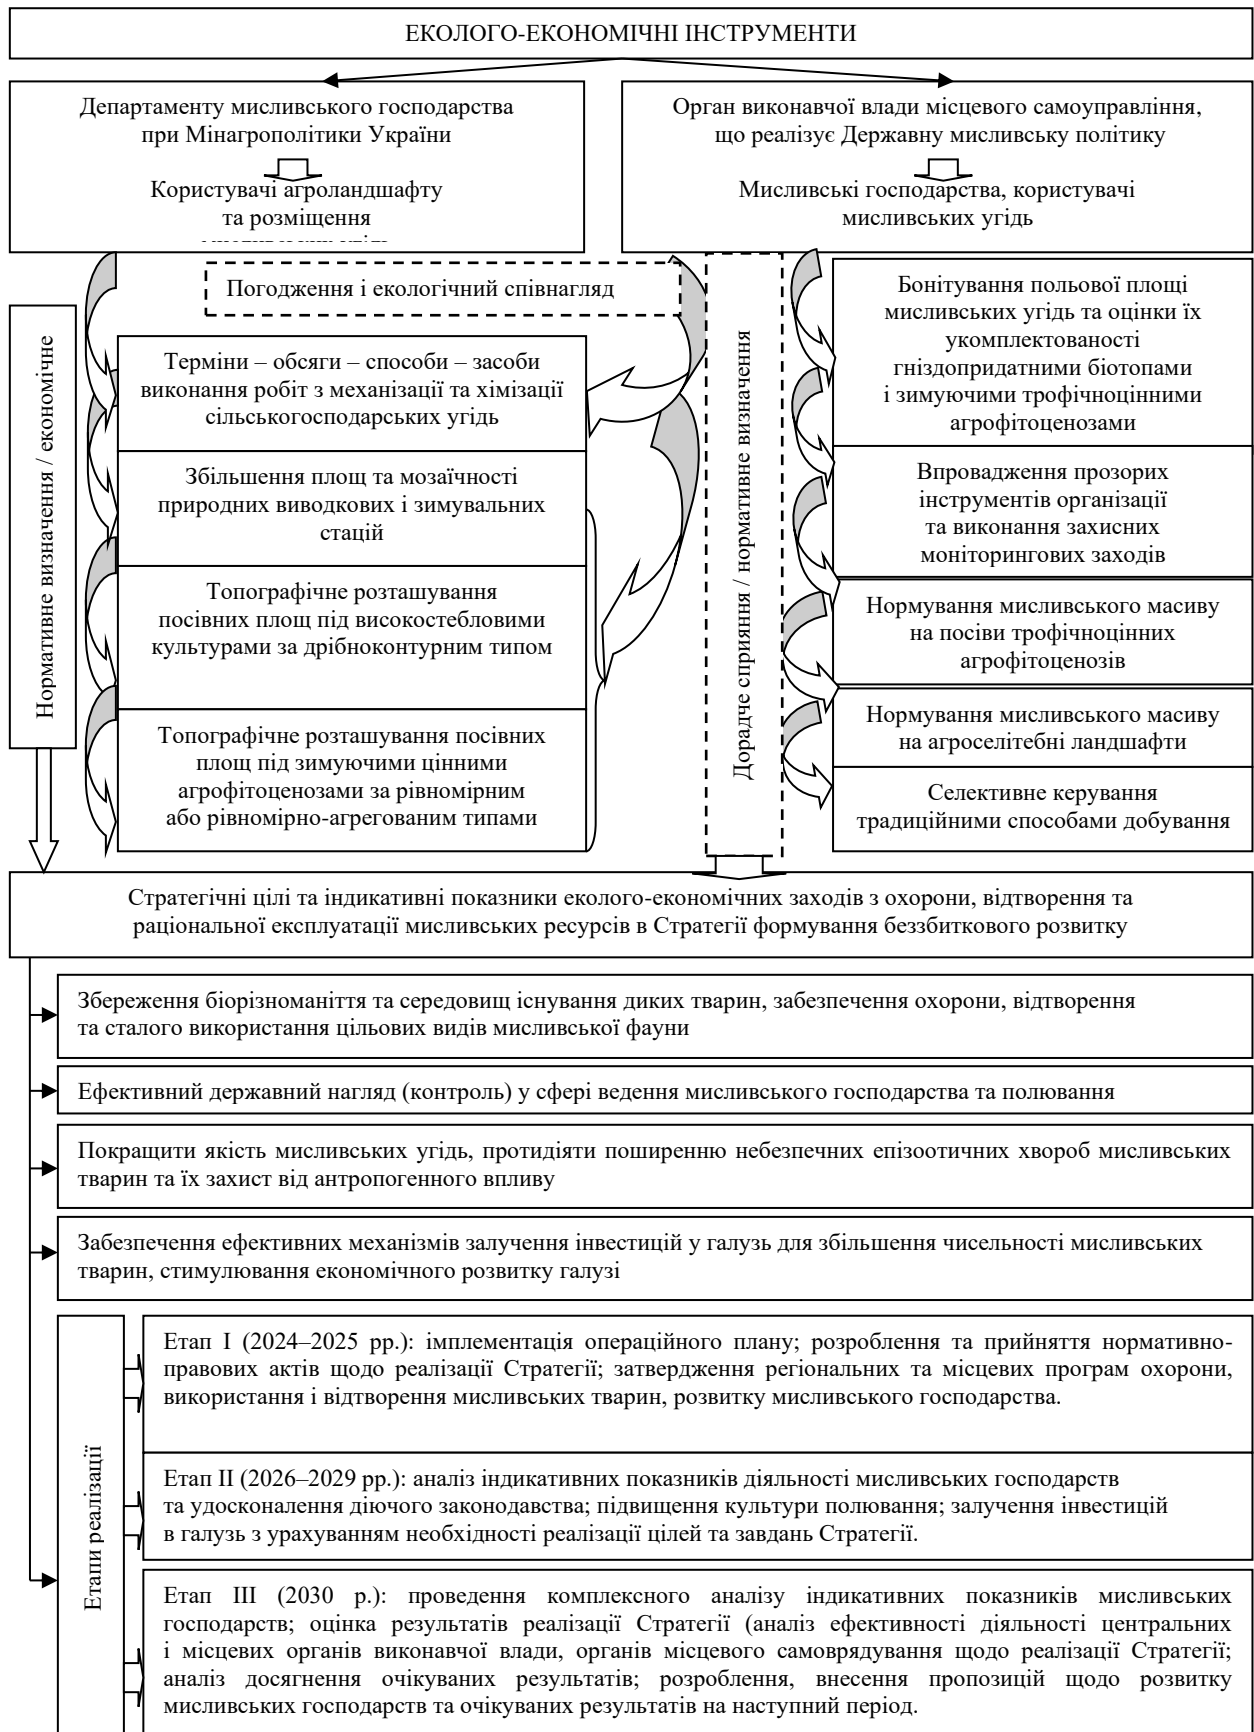 ЕКОЛОГО-ЕКОНОМІЧНІ ІНСТРУМЕНТИ
Департаменту мисливського господарства
при Мінагрополітики України
Користувачі агроландшафту
та розміщення
Орган виконавчої влади місцевого самоуправління,
що реалізує Державну мисливську політику
Мисливські господарства, користувачі
мисливських угідь
Погодження і екологічний співнагляд
Нормативне визначення / економічне
Терміни – обсяги – способи – засоби
виконання робіт з механізації та хімізації
сільськогосподарських угідь
Збільшення площ та мозаїчності
природних виводкових і зимувальних
стацій
Топографічне розташування
посівних площ під високостебловими
культурами за дрібноконтурним типом
Топографічне розташування посівних
площ під зимуючими цінними
агрофітоценозами за рівномірним
або рівномірно-агрегованим типами
Дорадче сприяння / нормативне визначення
Бонітування польової площі
мисливських угідь та оцінки їх
укомплектованості
гніздопридатними біотопами
і зимуючими трофічноцінними
агрофітоценозами
Впровадження прозорих
інструментів організації
та виконання захисних
моніторингових заходів
Нормування мисливського масиву
на посіви трофічноцінних
агрофітоценозів
Нормування мисливського масиву
на агроселітебні ландшафти
Селективне керування
традиційними способами добування
Стратегічні цілі та індикативні показники еколого-економічних заходів з охорони, відтворення та
раціональної експлуатації мисливських ресурсів в Стратегії формування беззбиткового розвитку
Збереження біорізноманіття та середовищ існування диких тварин, забезпечення охорони, відтворення
та сталого використання цільових видів мисливської фауни
Ефективний державний нагляд (контроль) у сфері ведення мисливського господарства та полювання
Покращити якість мисливських угідь, протидіяти поширенню небезпечних епізоотичних хвороб мисливських
тварин та їх захист від антропогенного впливу
Забезпечення ефективних механізмів залучення інвестицій у галузь для збільшення чисельності мисливських
тварин, стимулювання економічного розвитку галузі
Етапи реалізації
Етап І (2024–2025 рр.): імплементація операційного плану; розроблення та прийняття нормативно-
правових актів щодо реалізації Стратегії; затвердження регіональних та місцевих програм охорони,
використання і відтворення мисливських тварин, розвитку мисливського господарства.
Етап ІІ (2026–2029 рр.): аналіз індикативних показників діяльності мисливських господарств
та удосконалення діючого законодавства; підвищення культури полювання; залучення інвестицій
в галузь з урахуванням необхідності реалізації цілей та завдань Стратегії.
Етап ІІІ (2030 р.): проведення комплексного аналізу індикативних показників мисливських
господарств; оцінка результатів реалізації Стратегії (аналіз ефективності діяльності центральних
і місцевих органів виконавчої влади, органів місцевого самоврядування щодо реалізації Стратегії;
аналіз досягнення очікуваних результатів; розроблення, внесення пропозицій щодо розвитку
мисливських господарств та очікуваних результатів на наступний період.